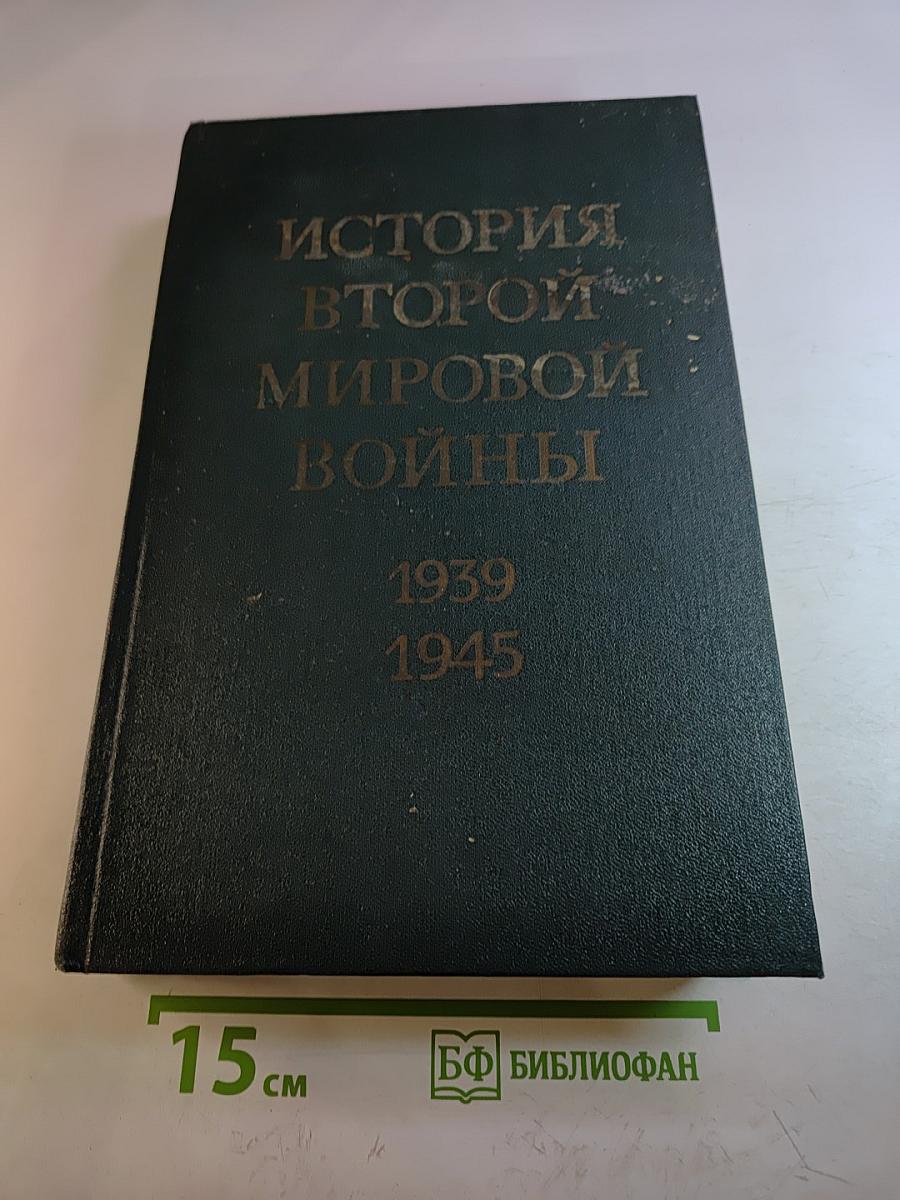 ИСТОРИЯ
ВТОРОЙ
МИРОВОЙ
ВОЙНЫ
1939
1945
15 см
БФ БИБЛИОФАН